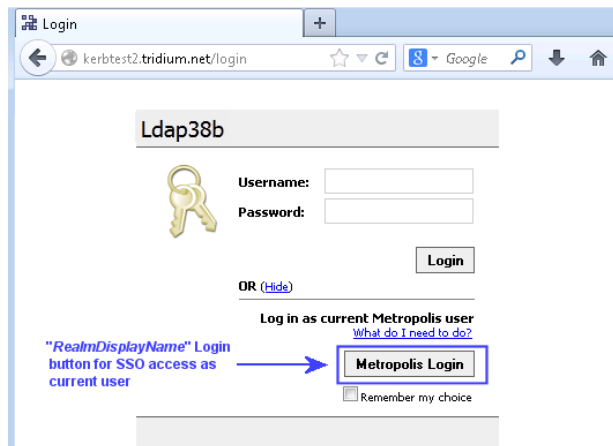 Login
kerbtest2.tridium.net/login
Google
Ldap38b
Username:
Password:
Login
OR (Hide)
Log in as current Metropolis user
What do I need to do?
"RealmDisplayName" Login
button for SSO access as
current user
Metropolis Login
Remember my choice